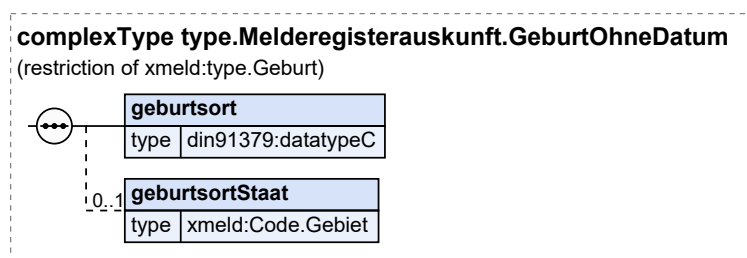 complexType type.Melderegisterauskunft.GeburtOhneDatum
(restriction of xmeld:type.Geburt)
geburtsort
type din91379:datatypeC
0..1 geburtsortStaat
type xmeld:Code.Gebiet